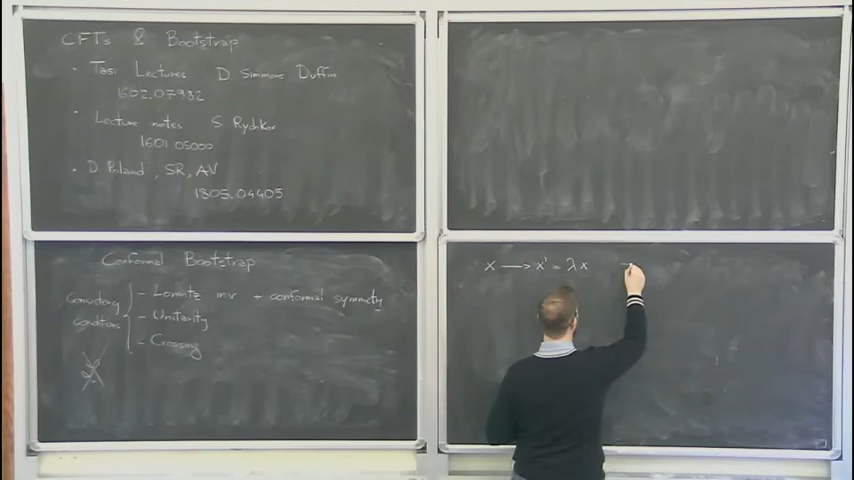 CFTs & Bootstrap
• Tasi Lectures D Simmons Duffin
1602.07982
• Lecture notes S Rychkov
1601.05000
• D Poland, SR, AV
1805.04405
Conformal Bootstrap
Consistency conditions
- Lorentz inv + conformal symmetry
- Unitarity
- Crossing
x → x' = λx